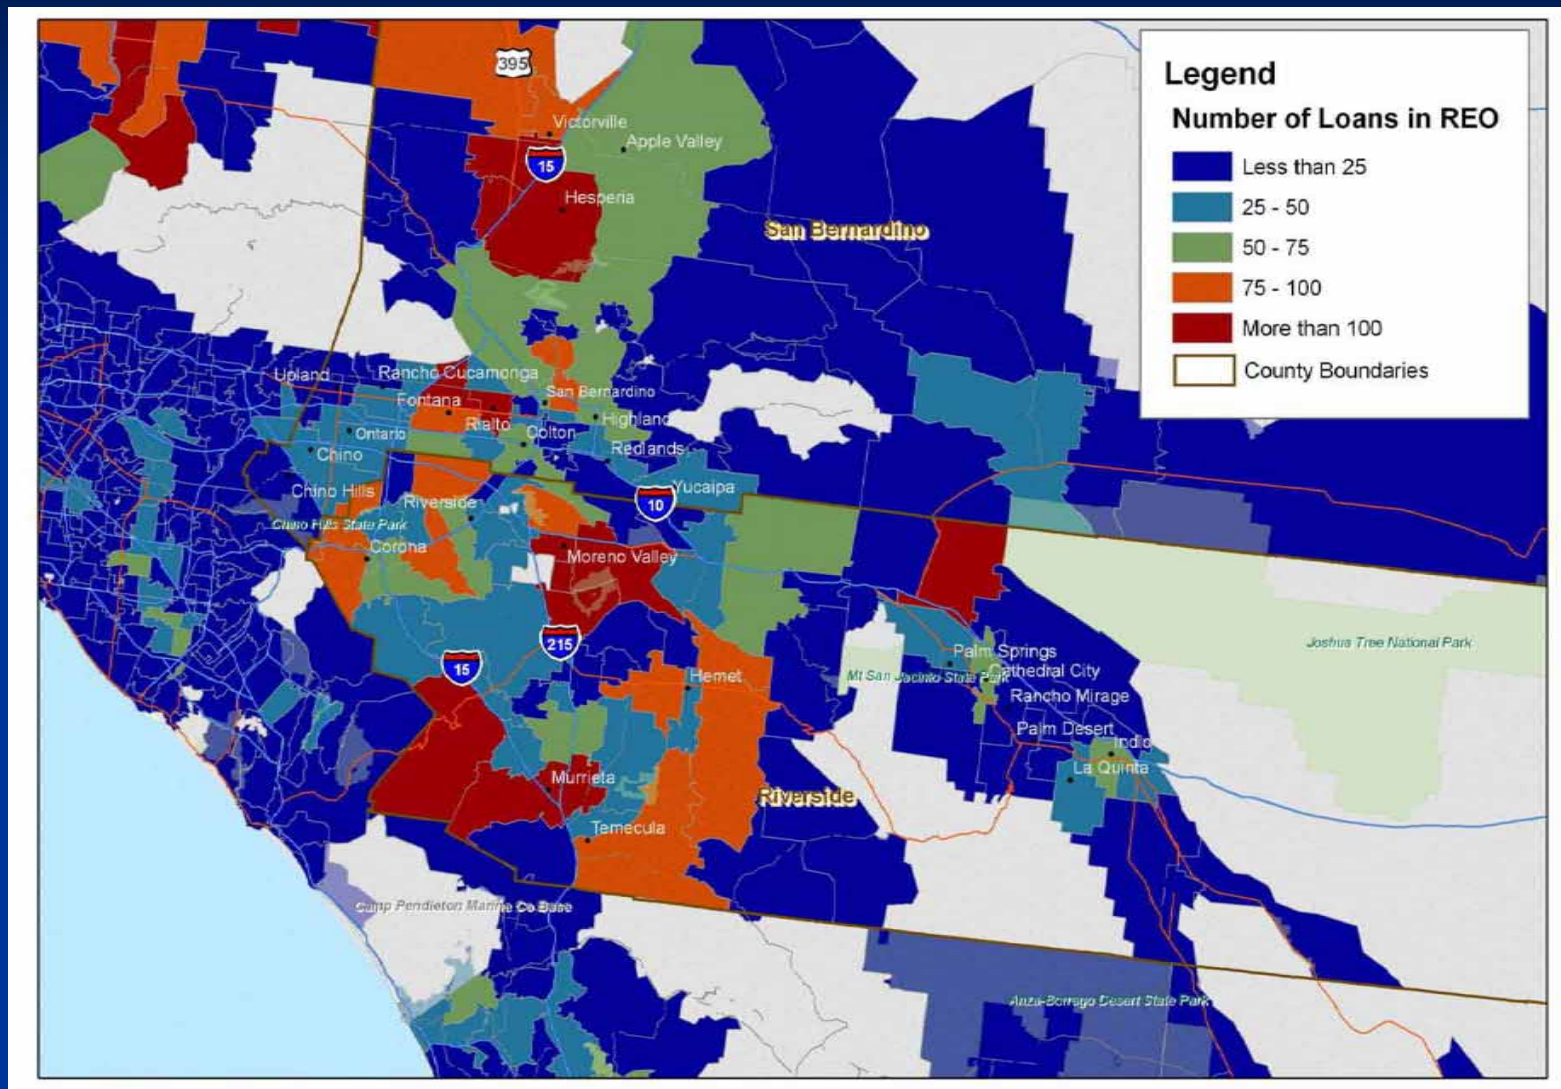 Legend
Number of Loans in REO
Less than 25
25 - 50
50 - 75
75 - 100
More than 100
County Boundaries
395
Victorville
Apple Valley
15
Hesperia
San Bernardino
Upland
Rancho Cucamonga
San Bernardino
Fontana
Highland
Rialto
Colton
Ontario
Redlands
Chino
Chino Hills
Yucaipa
10
Riverside
Chino Hills State Park
Corona
Moreno Valley
215
15
Joshua Tree National Park
Palm Springs
Mt San Jacinto State Park
Cathedral City
Hemet
Rancho Mirage
Palm Desert
Indio
La Quinta
Murrieta
Riverside
Temecula
Camp Pendleton Marine Co Base
Anza-Borrego Desert State Park